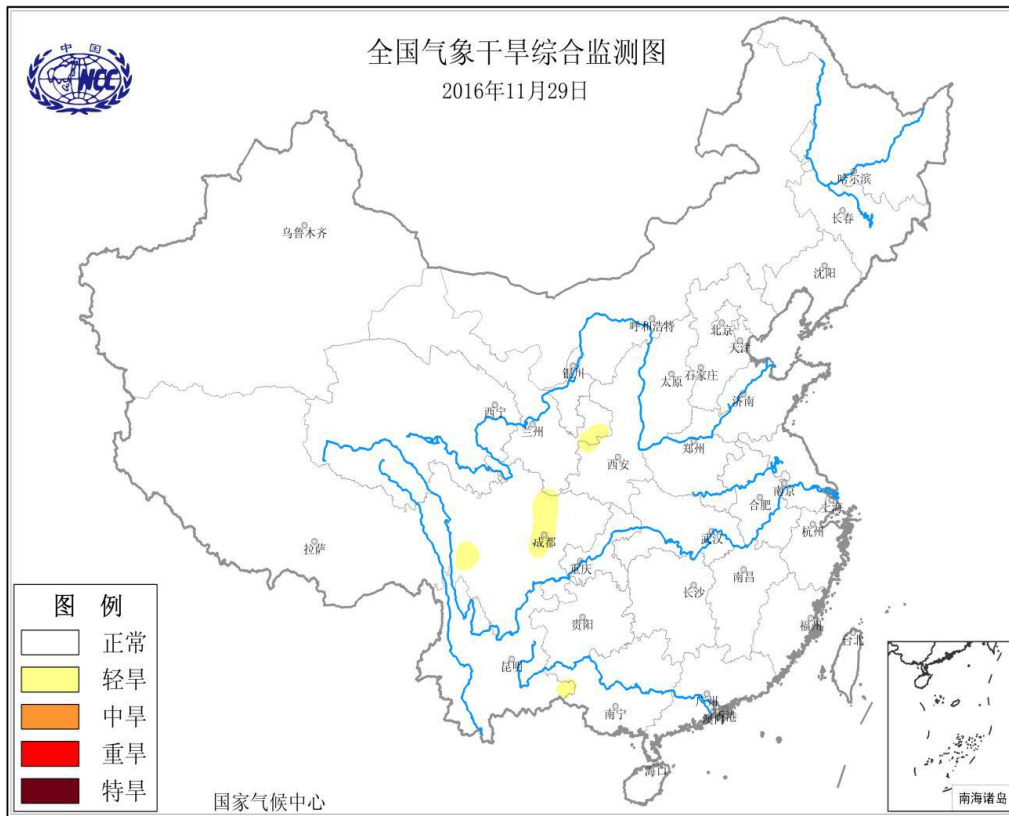 中国
NCC
全国气象干旱综合监测图
2016年11月29日
哈尔滨
长春
乌鲁木齐
沈阳
呼和浩特
北京
天津
银川
石家庄
太原
西宁
济南
兰州
郑州
西安
南京
合肥
上海
成都
武汉
杭州
拉萨
重庆
南昌
长沙
贵阳
福州
台北
昆明
广州
南宁
香港
澳门
海口
图 例
正常
轻旱
中旱
重旱
特旱
国家气候中心
南海诸岛